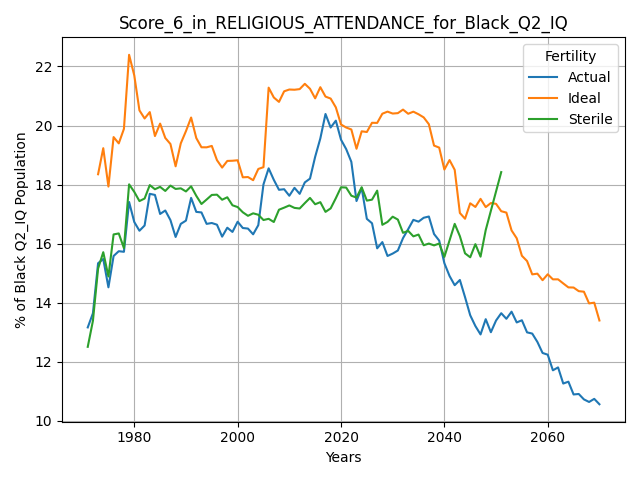 Score_6_in_RELIGIOUS_ATTENDANCE_for_Black_Q2_IQ
Fertility
Actual
Ideal
Sterile
% of Black Q2_IQ Population
22
20
18
16
14
12
10
1980
2000
2020
2040
2060
Years